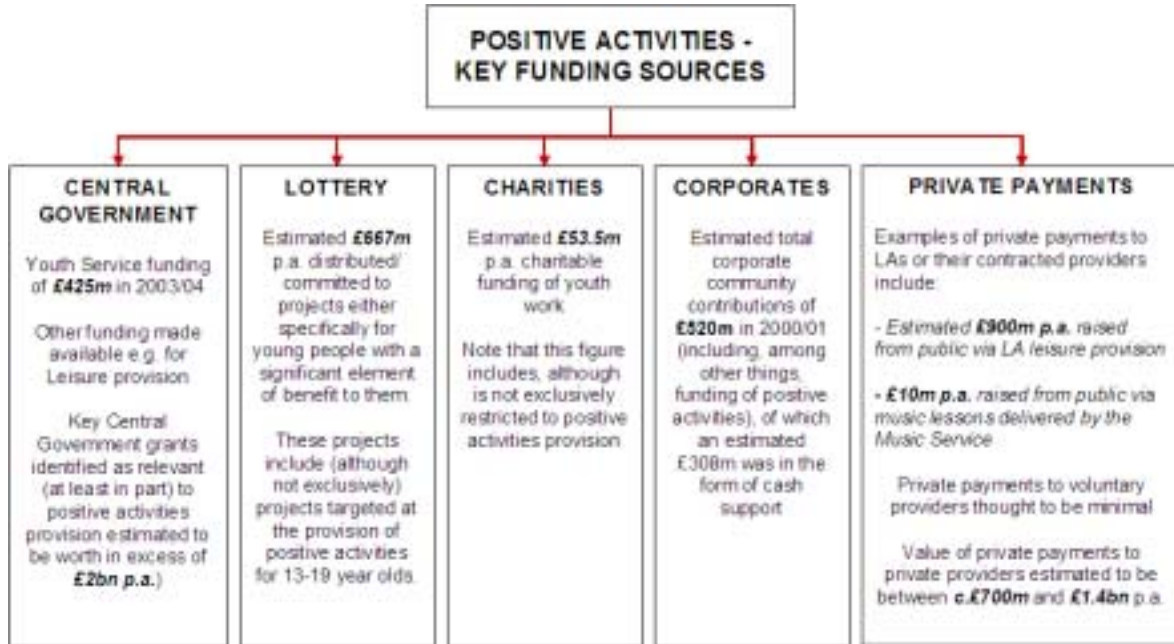 POSITIVE ACTIVITIES -
KEY FUNDING SOURCES
CENTRAL
GOVERNMENT
Youth Service funding
of £425m in 2003/04
Other funding made
available e.g. for
Leisure provision
Key Central
Government grants
identified as relevant
(at least in part) to
positive activities
provision estimated to
be worth in excess of
£2bn p.a.)
LOTTERY
Estimated £667m
p.a. distributed/
committed to
projects either
specifically for
young people with a
significant element
of benefit to them
These projects
include (although
not exclusively)
projects targeted at
the provision of
positive activities
for 13-19 year olds.
CHARITIES
Estimated £53.5m
p.a. charitable
funding of youth
work
Note that this figure
includes, although
is not exclusively
restricted to positive
activities provision
CORPORATES
Estimated total
corporate
community
contributions of
£520m in 2000/01
(including, among
other things,
funding of positive
activities), of which
an estimated
£308m was in the
form of cash
support
PRIVATE PAYMENTS
Examples of private payments to
LAs or their contracted providers
include:
- Estimated £900m p.a. raised
from public via LA leisure provision
- £10m p.a. raised from public via
music lessons delivered by the
Music Service
Private payments to voluntary
providers thought to be minimal
Value of private payments to
private providers estimated to be
between c.£700m and £1.4bn p.a.